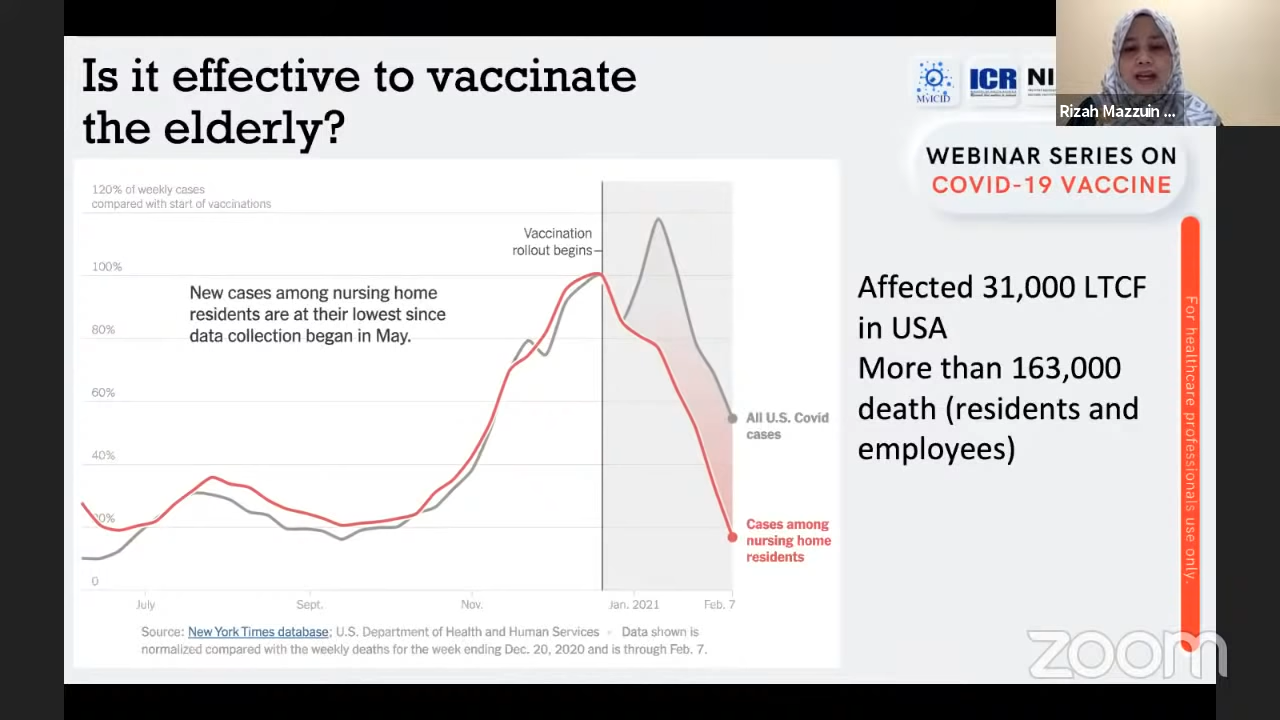 Is it effective to vaccinate
the elderly?
MyICID
ICR
NI
Rizah Mazzuin ...
WEBINAR SERIES ON
COVID-19 VACCINE
120% of weekly cases
compared with start of vaccinations
Vaccination
rollout begins
100%
New cases among nursing home
residents are at their lowest since
data collection began in May.
80%
60%
All U.S. Covid
cases
40%
20%
Cases among
nursing home
residents
0
July
Sept.
Nov.
Jan. 2021
Feb. 7
Source: New York Times database; U.S. Department of Health and Human Services • Data shown is
normalized compared with the weekly deaths for the week ending Dec. 20, 2020 and is through Feb. 7.
Affected 31,000 LTCF
in USA
More than 163,000
death (residents and
employees)
For healthcare professionals use only.
zoom